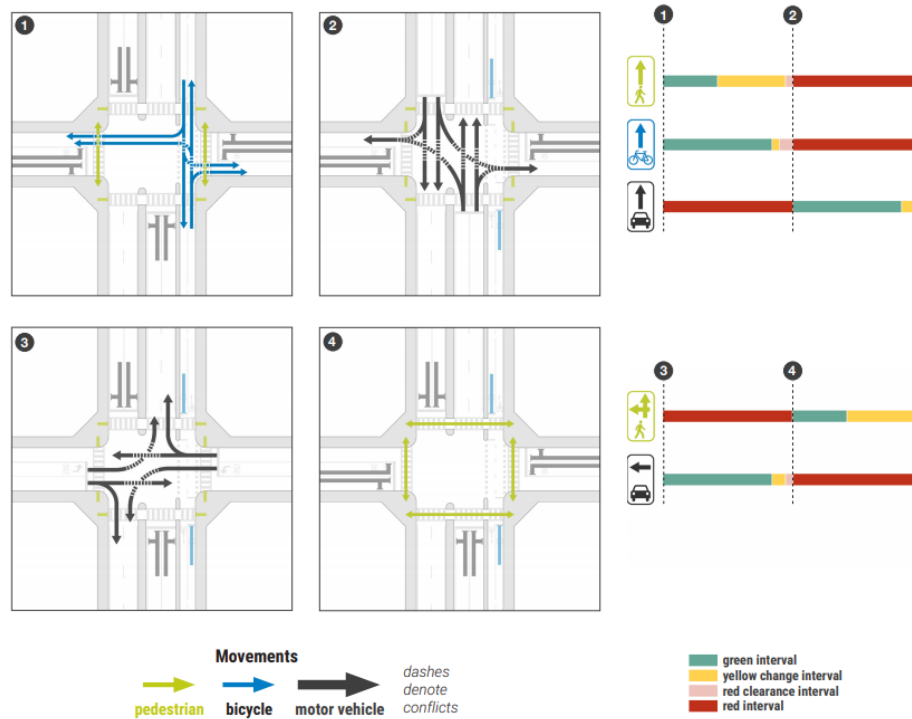 1
2
1
2
3
4
3
4
Movements
pedestrian
bicycle
motor vehicle
dashes
denote
conflicts
green interval
yellow change interval
red clearance interval
red interval